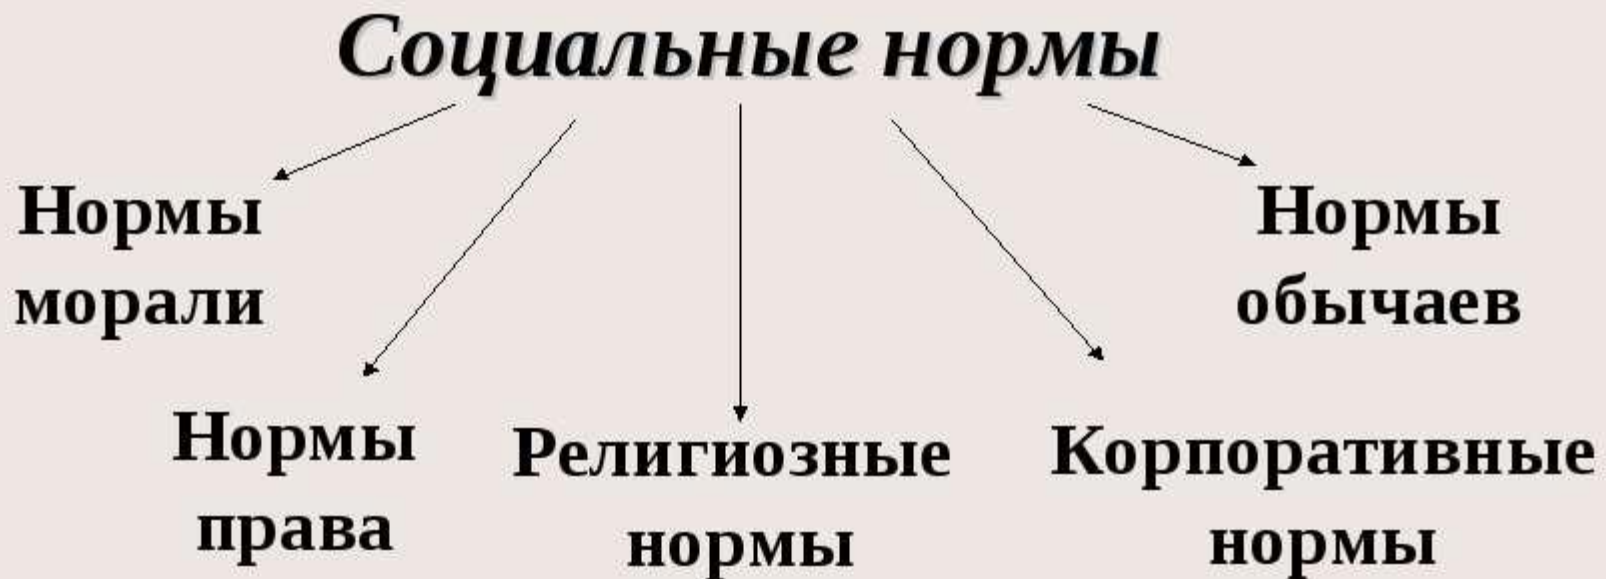 Социальные нормы
Нормы
морали
Нормы
права
Религиозные
нормы
Корпоративные
нормы
Нормы
обычаев